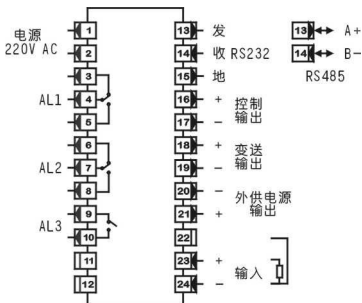 电源
220V AC
AL1
AL2
AL3
1
2
3
4
5
6
7
8
9
10
11
12
13 发
14 收 RS232
15 地
16 +
控制
输出
17 −
18 +
变送
输出
19 −
20 −
外供电源
输出
21 +
22
23 +
输入
24 −
13 A+
14 B−
RS485